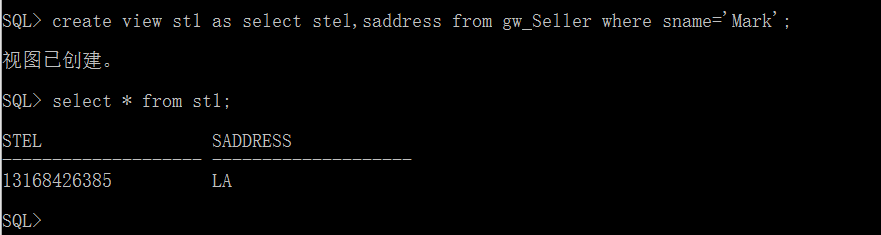 SQL> create view stl as select stel,saddress from gw_Seller where sname='Mark';
视图已创建。
SQL> select * from stl;
STEL                 SADDRESS
-------------------- --------------------
13168426385          LA
SQL>